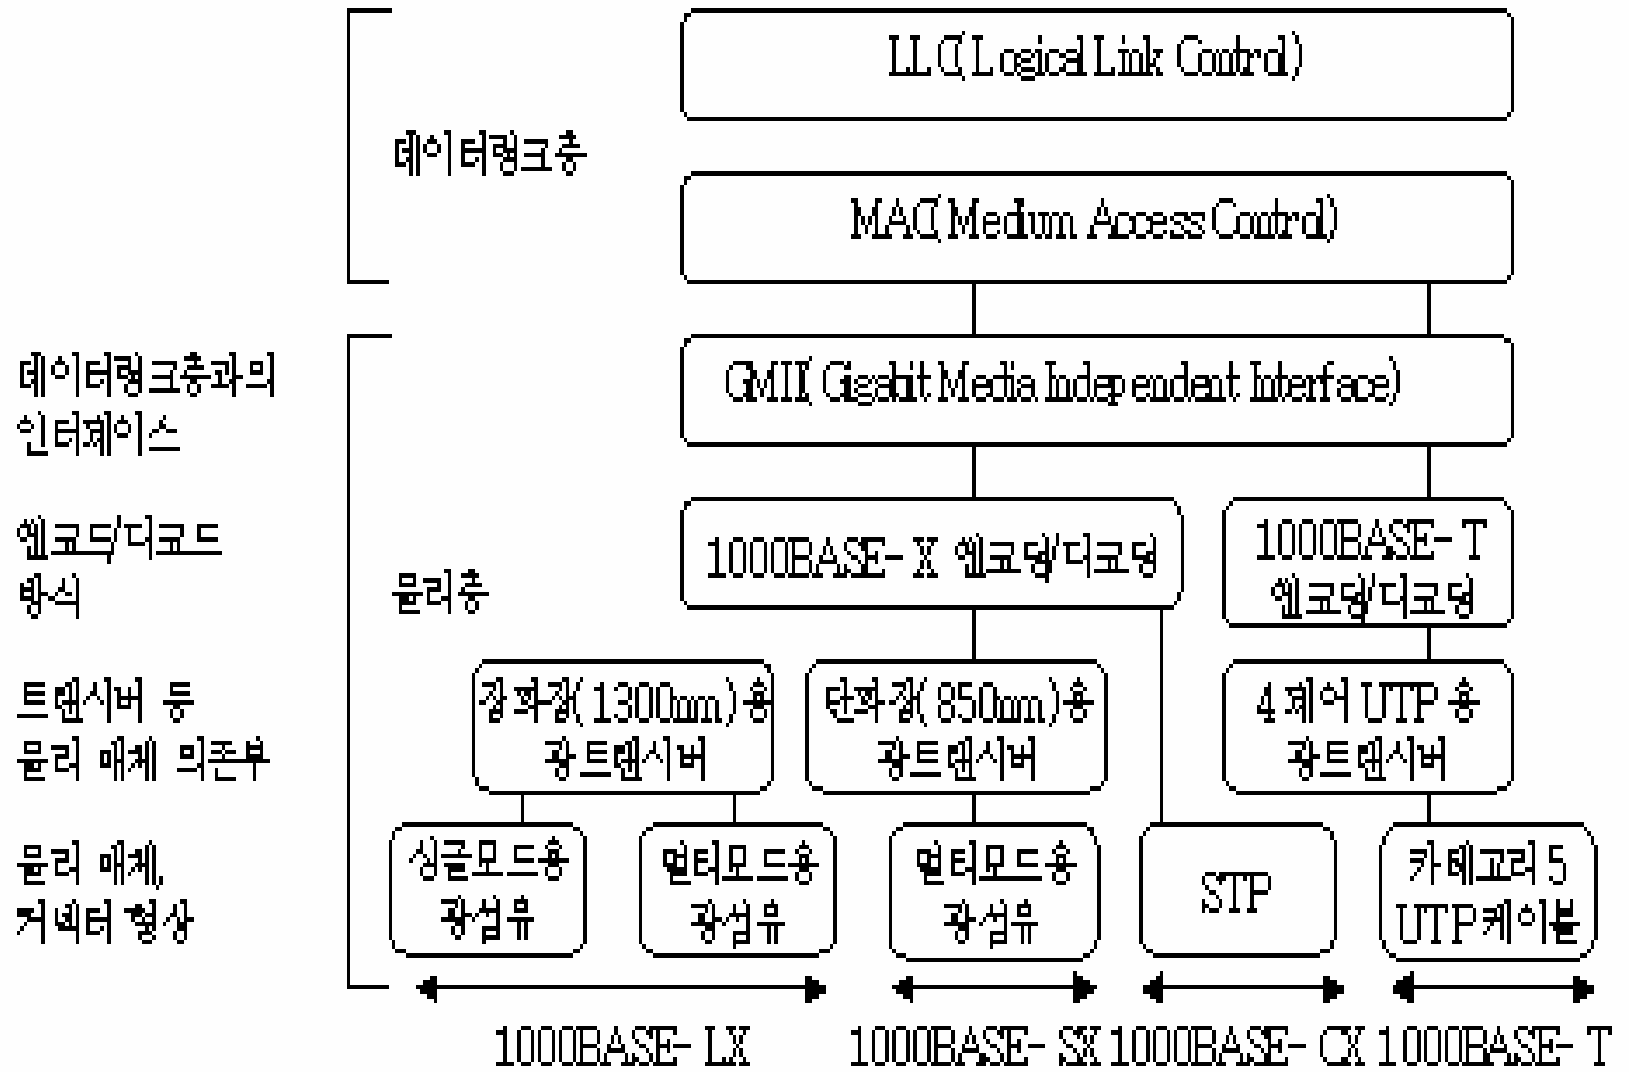 LLC(Logical Link Control)
데이터링크층
MAC(Medium Access Control)
데이터링크층과의
인터페이스
GMII(Gigabit Media Independent Interface)
엔코드/디코드
방식
물리층
1000BASE-X 엔코딩/디코딩
1000BASE-T
엔코딩/디코딩
트랜시버 등
물리 매체 의존부
장파장(1300nm)용
광트랜시버
단파장(850nm)용
광트랜시버
4 페어 UTP 용
광트랜시버
물리 매체,
커넥터 형상
싱글모드용
광섬유
멀티모드용
광섬유
멀티모드용
광섬유
STP
카테고리 5
UTP 케이블
1000BASE-LX
1000BASE-SX
1000BASE-CX
1000BASE-T